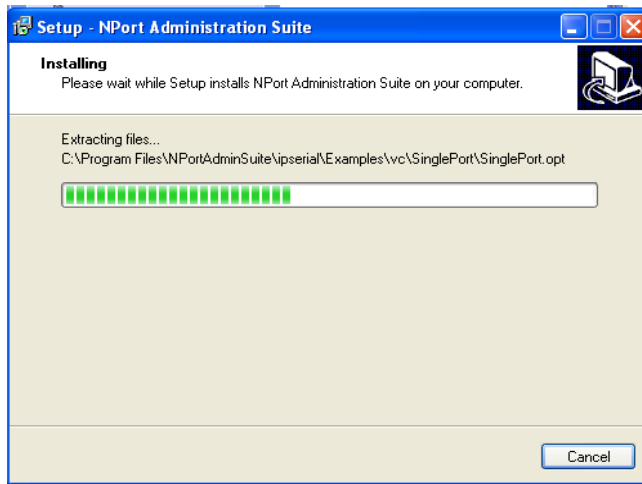 Setup - NPort Administration Suite
Installing
Please wait while Setup installs NPort Administration Suite on your computer.
Extracting files...
C:\Program Files\NPortAdminSuite\ipserial\Examples\vc\SinglePort\SinglePort.opt
Cancel